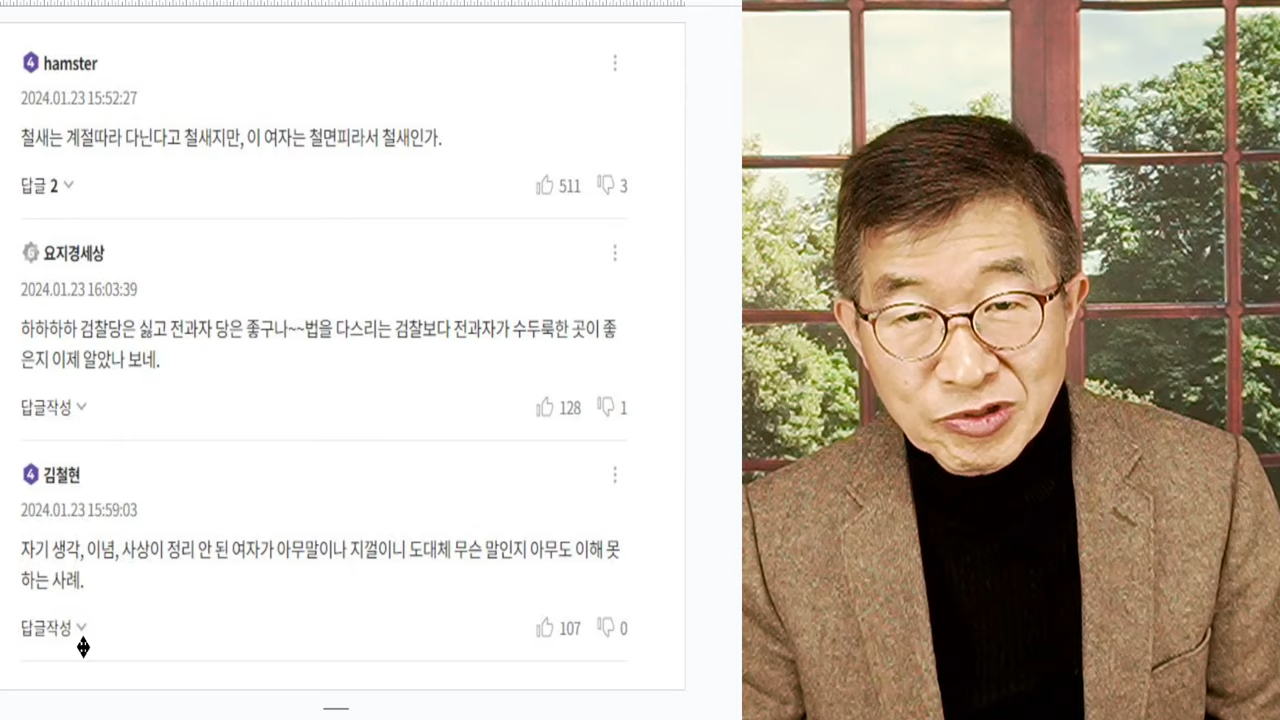 4 hamster
2024.01.23 15:52:27
철새는 계절따라 다닌다고 철새지만, 이 여자는 철면피라서 철새인가.
답글 2
511 3
6 요지경세상
2024.01.23 16:03:39
하하하하 검찰당은 싫고 전과자 당은 좋구나~~법을 다스리는 검찰보다 전과자가 수두룩한 곳이 좋
은지 이제 알았나 보네.
답글작성
128 1
4 김철현
2024.01.23 15:59:03
자기 생각, 이념, 사상이 정리 안 된 여자가 아무말이나 지껄이니 도대체 무슨 말인지 아무도 이해 못
하는 사례.
답글작성
107 0